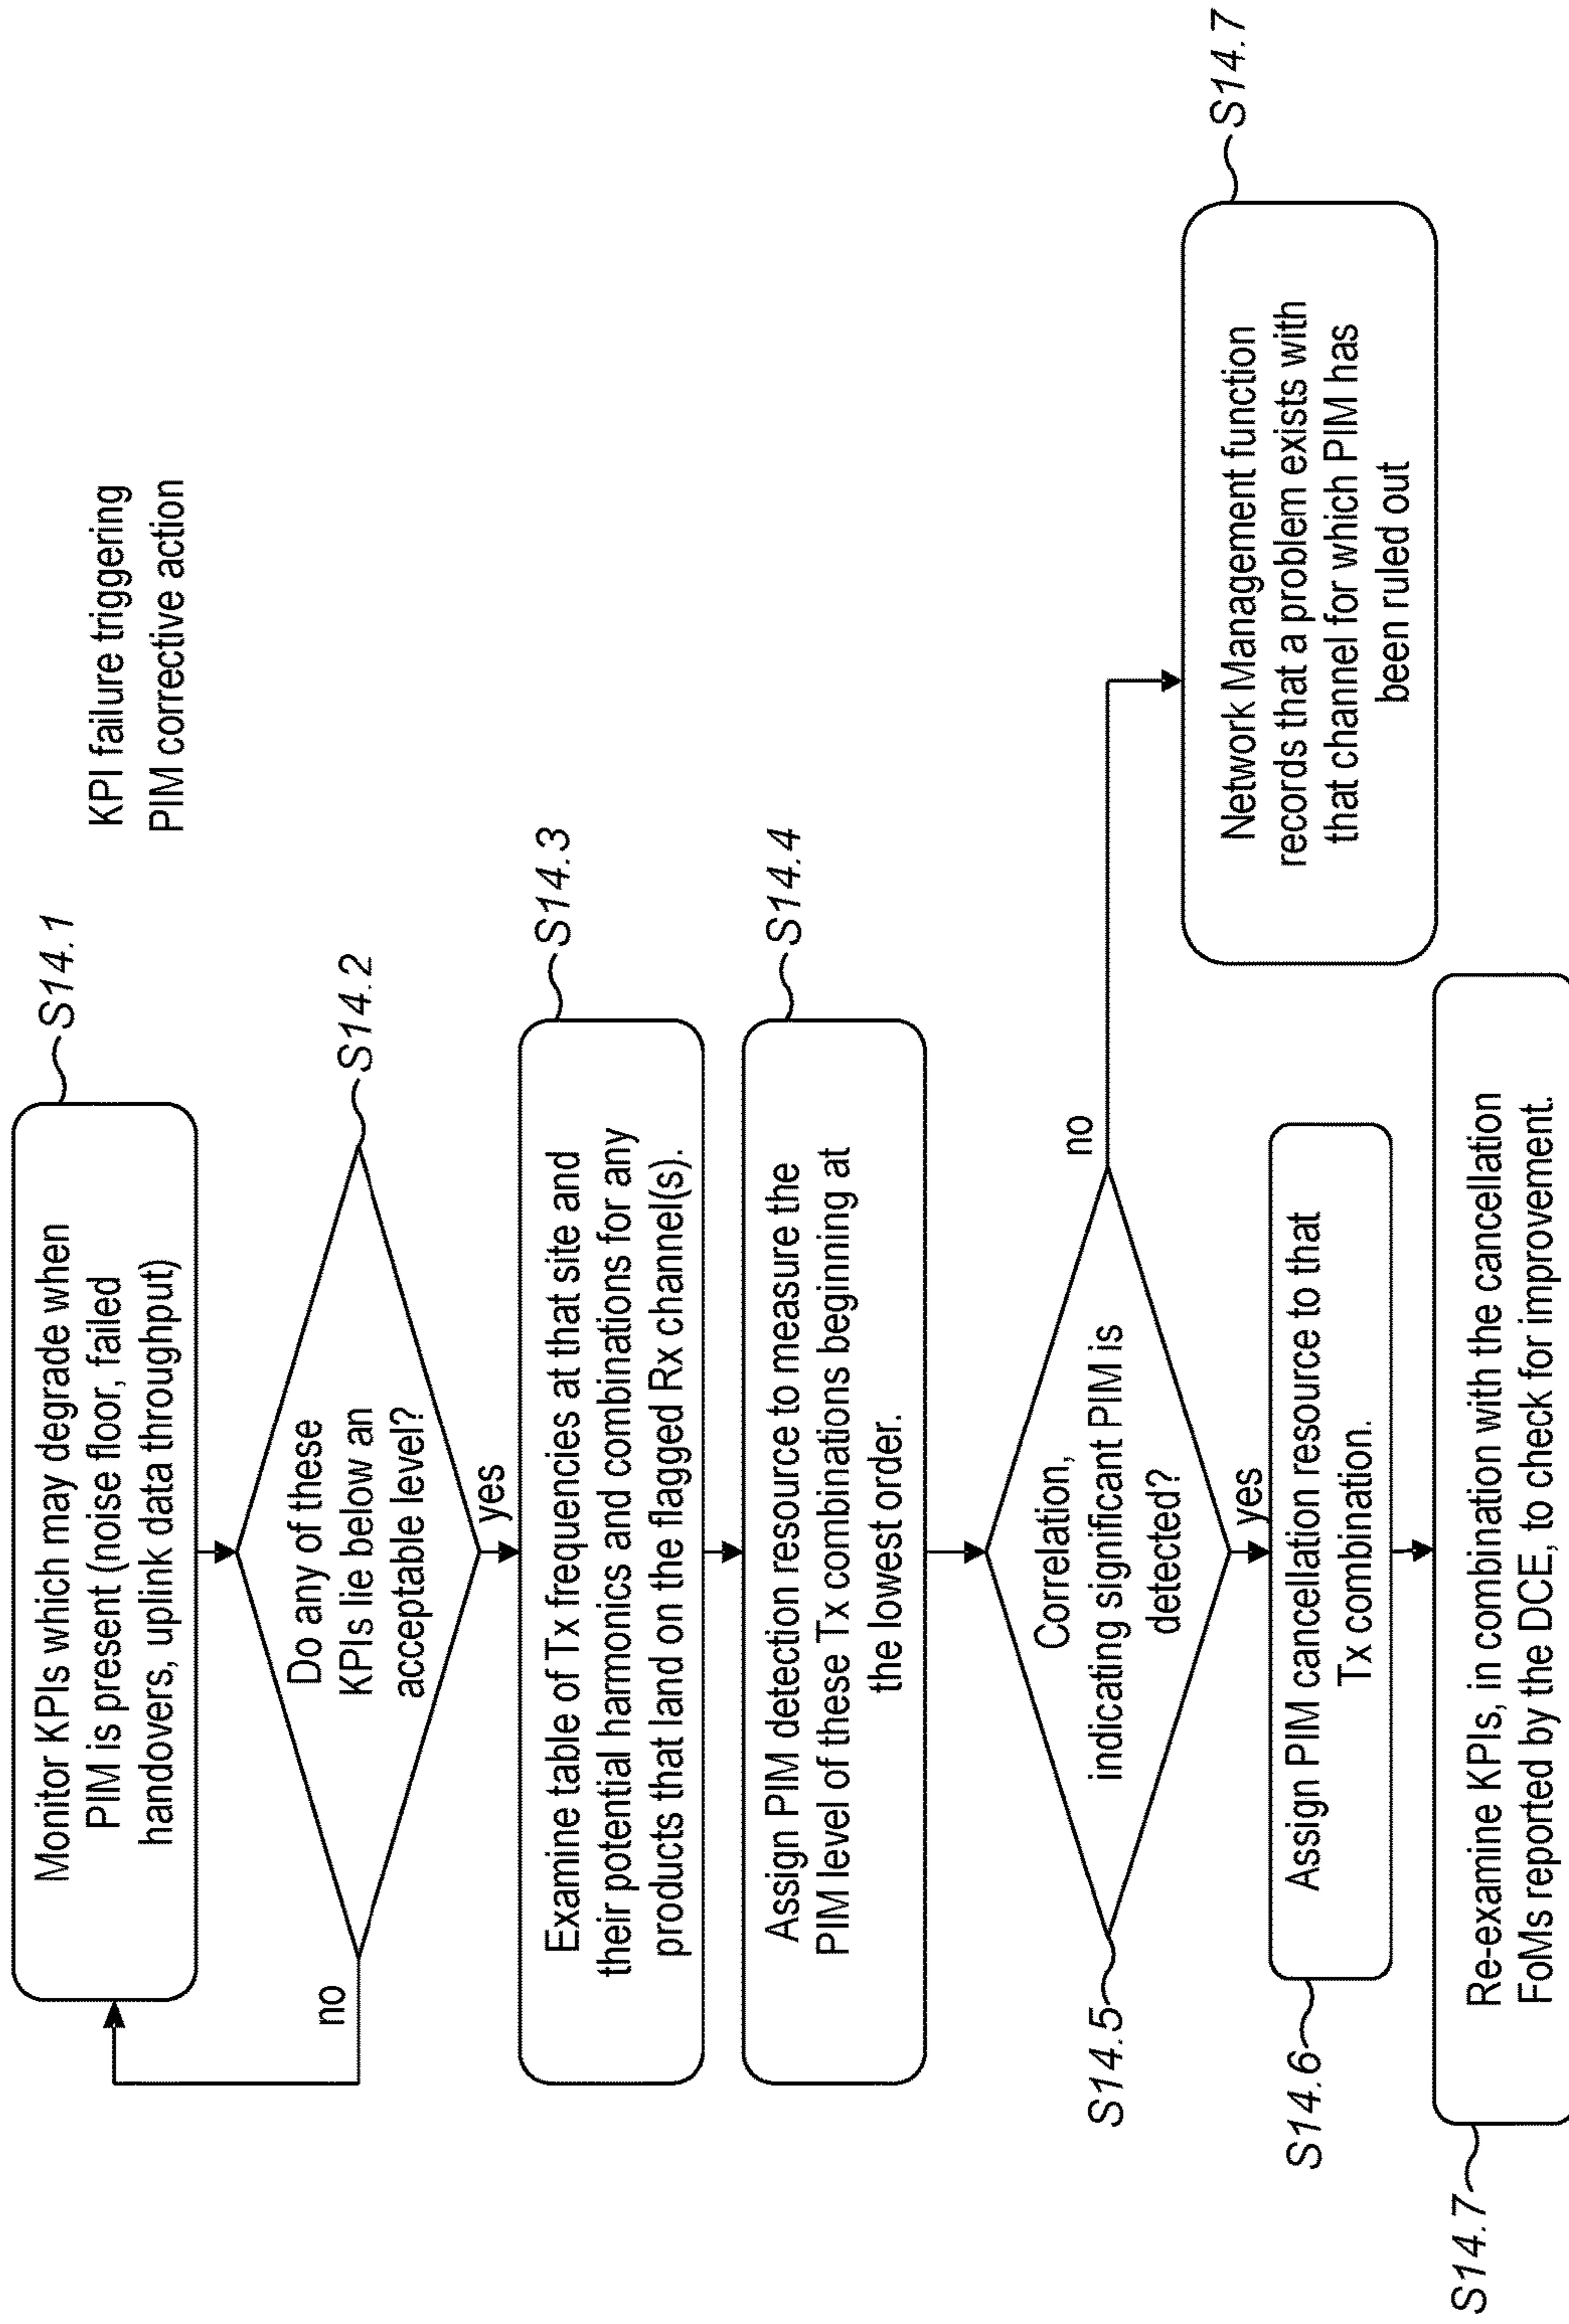 KPI failure triggering
PIM corrective action
Monitor KPIs which may degrade when
PIM is present (noise floor, failed
handovers, uplink data throughput)
S14.1
Do any of these
KPIs lie below an
acceptable level?
S14.2
no
yes
Examine table of Tx frequencies at that site and
their potential harmonics and combinations for any
products that land on the flagged Rx channel(s).
S14.3
Assign PIM detection resource to measure the
PIM level of these Tx combinations beginning at
the lowest order.
S14.4
Correlation,
indicating significant PIM is
detected?
S14.5
no
yes
Network Management function
records that a problem exists with
that channel for which PIM has
been ruled out
S14.7
Assign PIM cancellation resource to that
Tx combination.
S14.6
Re-examine KPIs, in combination with the cancellation
FoMs reported by the DCE, to check for improvement.
S14.7